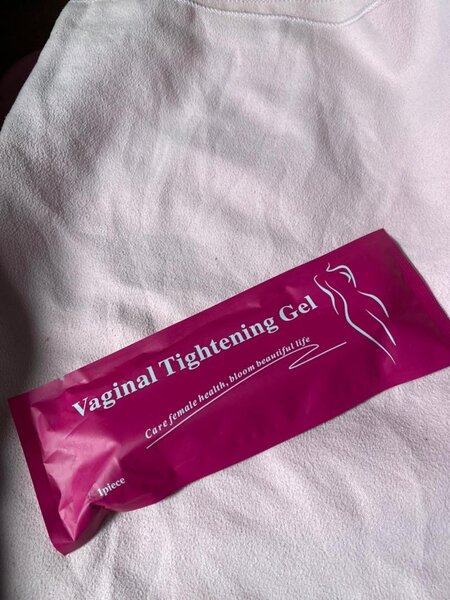 Vaginal Tightening Gel
Care female health, bloom beautiful life
1piece